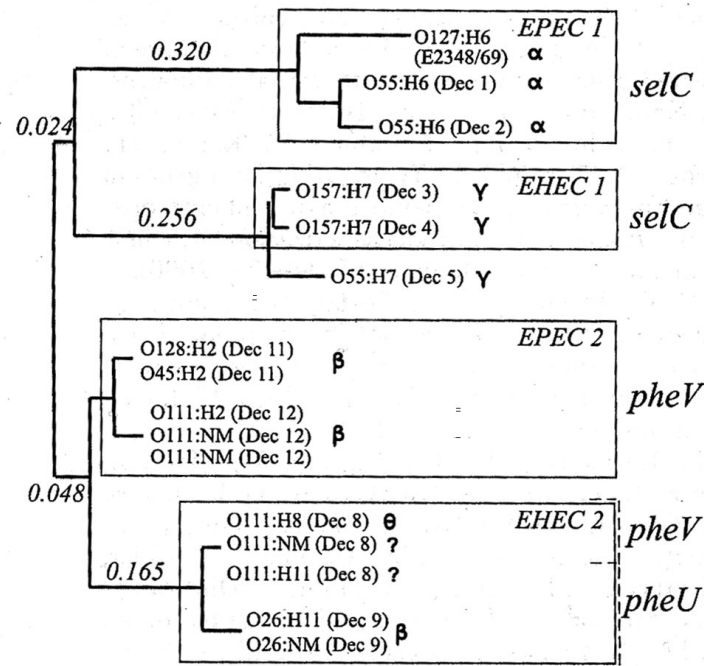 EPEC 1
0.320
O127:H6
(E2348/69) α
O55:H6 (Dec 1) α
selC
0.024
O55:H6 (Dec 2) α
EHEC 1
O157:H7 (Dec 3) γ
0.256
O157:H7 (Dec 4) γ
selC
O55:H7 (Dec 5) γ
EPEC 2
O128:H2 (Dec 11)
β
O45:H2 (Dec 11)
pheV
O111:H2 (Dec 12)
O111:NM (Dec 12) β
O111:NM (Dec 12)
0.048
O111:H8 (Dec 8) θ
EHEC 2
pheV
O111:NM (Dec 8) ?
0.165
O111:H11 (Dec 8) ?
pheU
O26:H11 (Dec 9)
β
O26:NM (Dec 9)